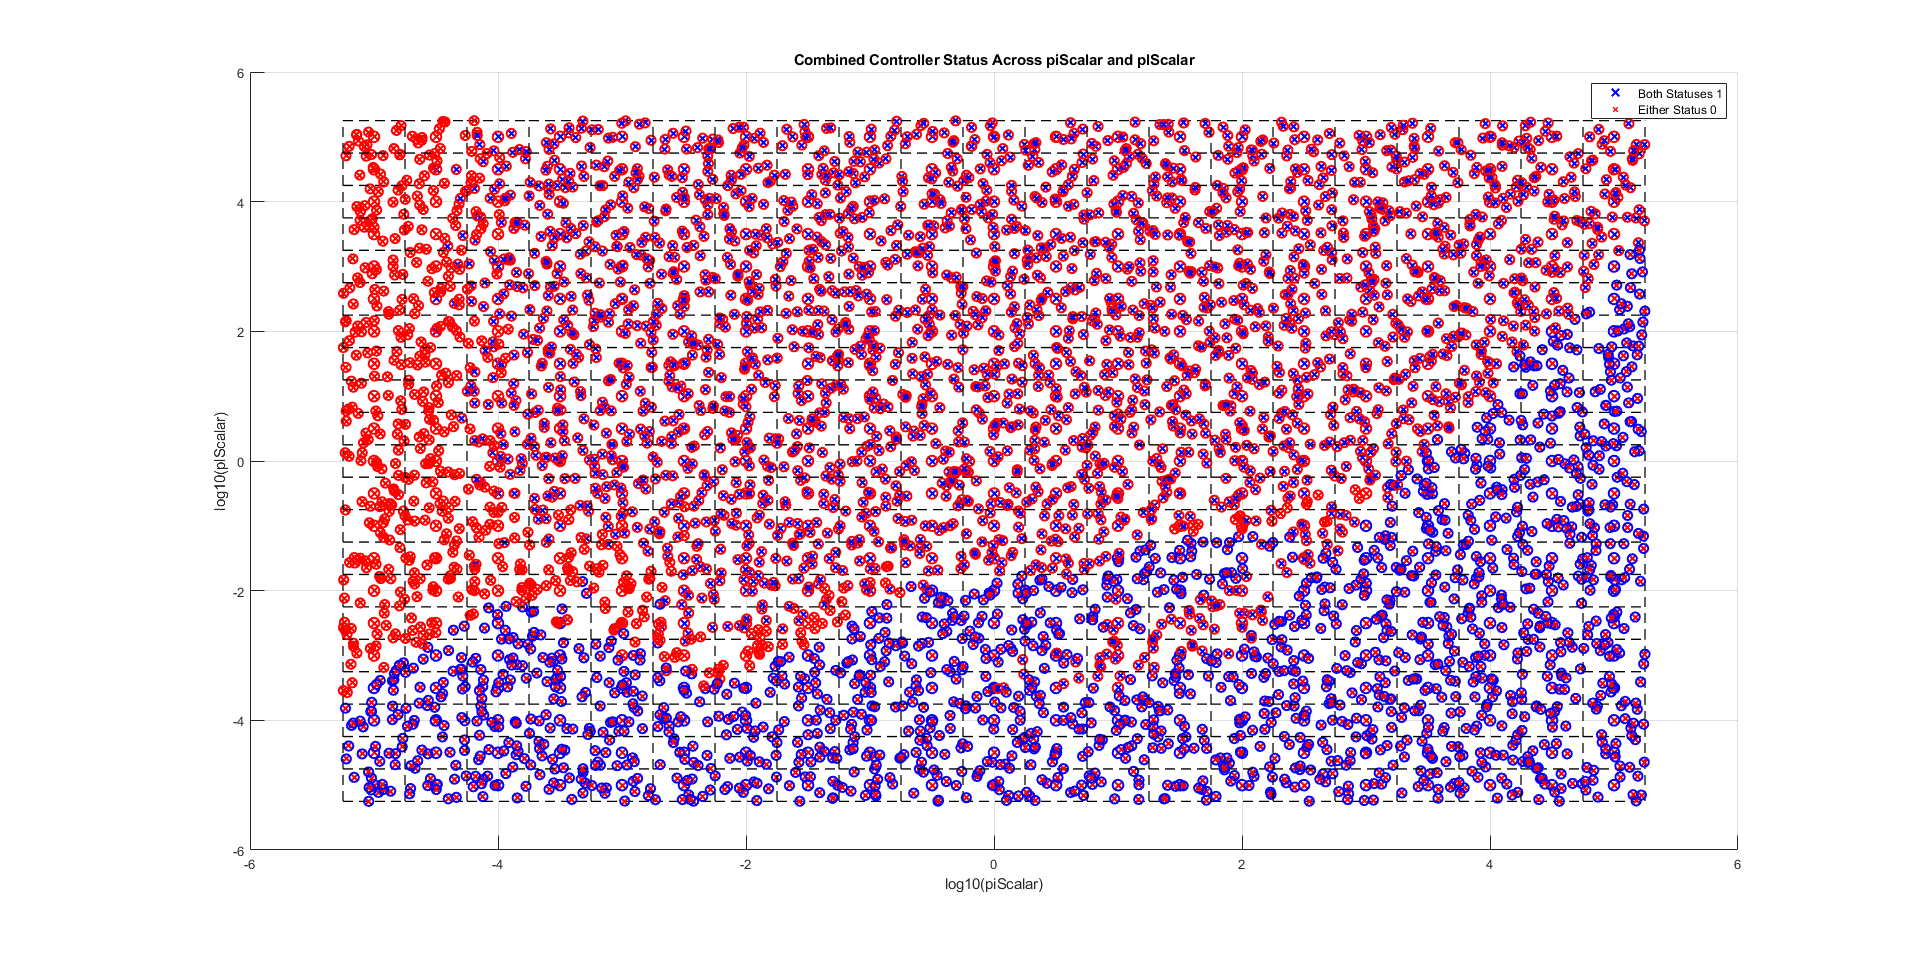 Combined Controller Status Across piScalar and plScalar
Both Statuses 1
Either Status 0
6
4
2
0
-2
-4
-6
log10(plScalar)
-6
-4
-2
0
2
4
6
log10(piScalar)